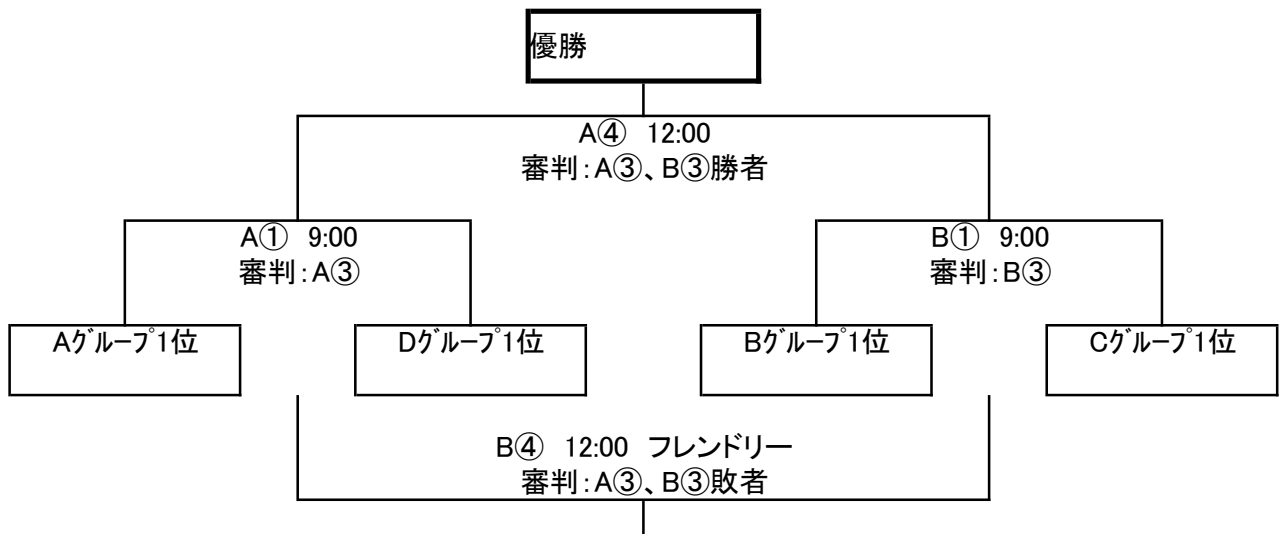 優勝
A④ 12:00
審判:A③、B③勝者
A① 9:00
審判:A③
B① 9:00
審判:B③
Aグループ1位
Dグループ1位
Bグループ1位
Cグループ1位
B④ 12:00 フレンドリー
審判:A③、B③敗者